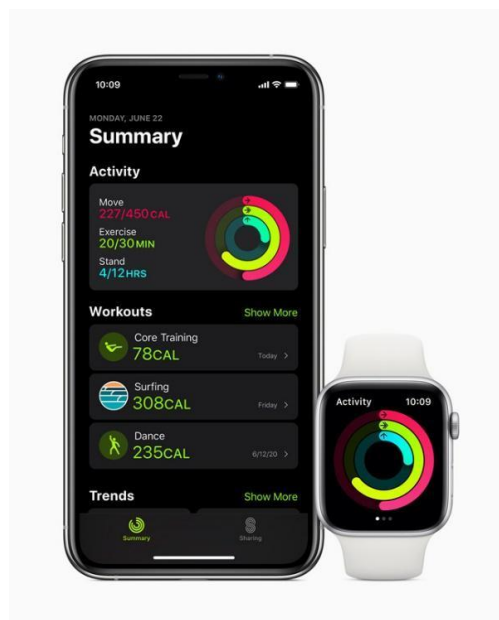 10:09
MONDAY, JUNE 22
Summary
Activity
Move
227/450CAL
Exercise
20/30MIN
Stand
4/12HRS
Workouts Show More
Core Training
78CAL Today
Surfing
308CAL Friday
Dance
235CAL 6/12/20
Trends Show More
Summary Sharing
Activity 10:09